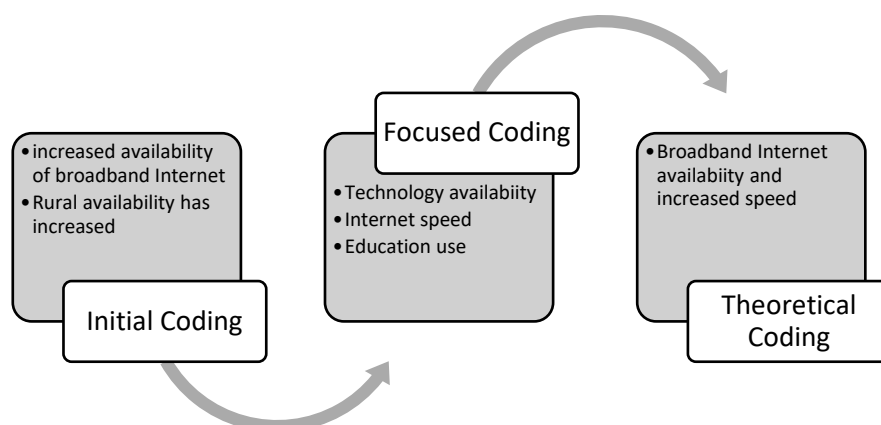 • increased availability
of broadband Internet
• Rural availability has
increased
Initial Coding
Focused Coding
• Technology availabiity
• Internet speed
• Education use
• Broadband Internet
availabiity and
increased speed
Theoretical
Coding